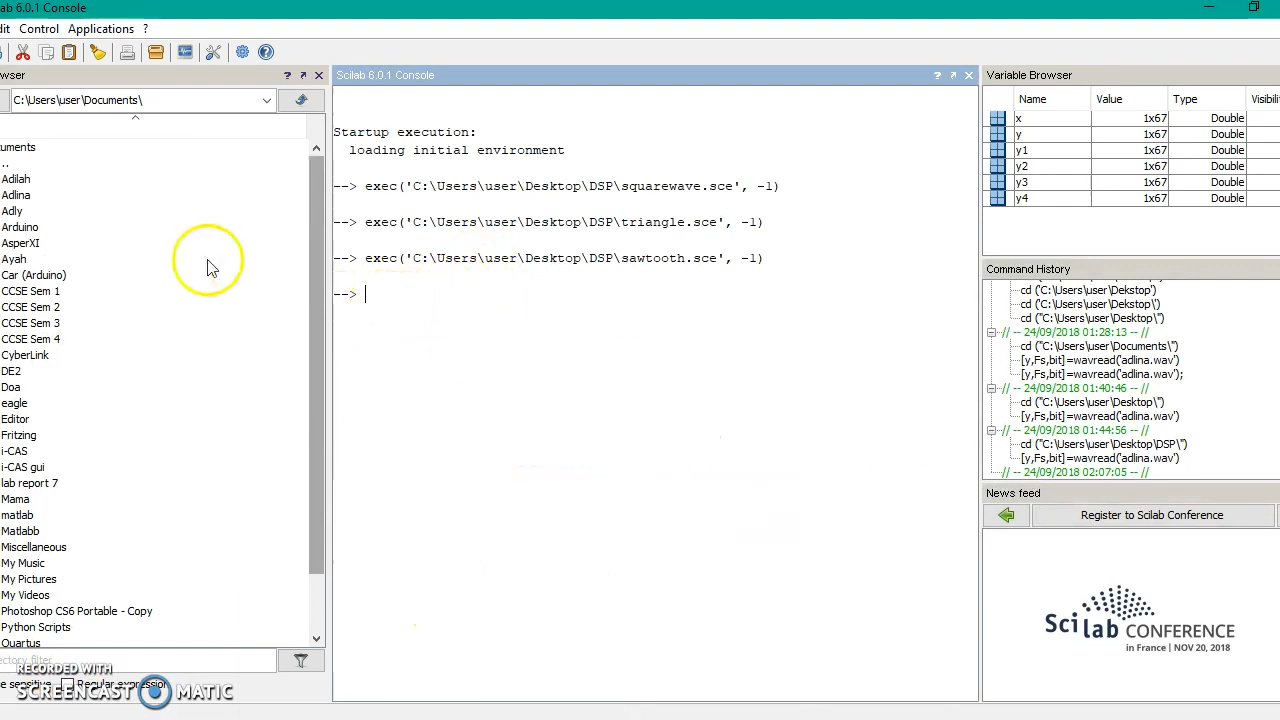 ab 6.0.1 Console
dit Control Applications ?
wser
C:\Users\user\Documents\
uments
..
Adilah
Adlina
Adly
Arduino
AsperXI
Ayah
Car (Arduino)
CCSE Sem 1
CCSE Sem 2
CCSE Sem 3
CCSE Sem 4
CyberLink
DE2
Doa
eagle
Editor
Fritzing
i-CAS
i-CAS gui
lab report 7
Mama
matlab
Matlabb
Miscellaneous
My Music
My Pictures
My Videos
Photoshop CS6 Portable - Copy
Python Scripts
Quartus
ectory filter
se sensitive Regular expression
RECORDED WITH
SCREENCAST MATIC
Scilab 6.0.1 Console
Startup execution:
loading initial environment
--> exec('C:\Users\user\Desktop\DSP\squarewave.sce', -1)
--> exec('C:\Users\user\Desktop\DSP\triangle.sce', -1)
--> exec('C:\Users\user\Desktop\DSP\sawtooth.sce', -1)
-->
Variable Browser
Name Value Type Visibili
x 1x67 Double
y 1x67 Double
y1 1x67 Double
y2 1x67 Double
y3 1x67 Double
y4 1x67 Double
Command History
cd ('C:\Users\user\Dekstop')
cd ('C:\Users\user\Dekstop\')
cd ("C:\Users\user\Desktop\")
// -- 24/09/2018 01:28:13 -- //
cd ("C:\Users\user\Documents\")
[y,Fs,bit]=wavread('adlina.wav')
[y,Fs,bit]=wavread('adlina.wav');
// -- 24/09/2018 01:40:46 -- //
cd ("C:\Users\user\Desktop\")
[y,Fs,bit]=wavread('adlina.wav')
// -- 24/09/2018 01:44:56 -- //
cd ("C:\Users\user\Desktop\DSP\")
[y,Fs,bit]=wavread('adlina.wav')
// -- 24/09/2018 02:07:05 -- //
News feed
Register to Scilab Conference
Scilab CONFERENCE
in France | NOV 20, 2018